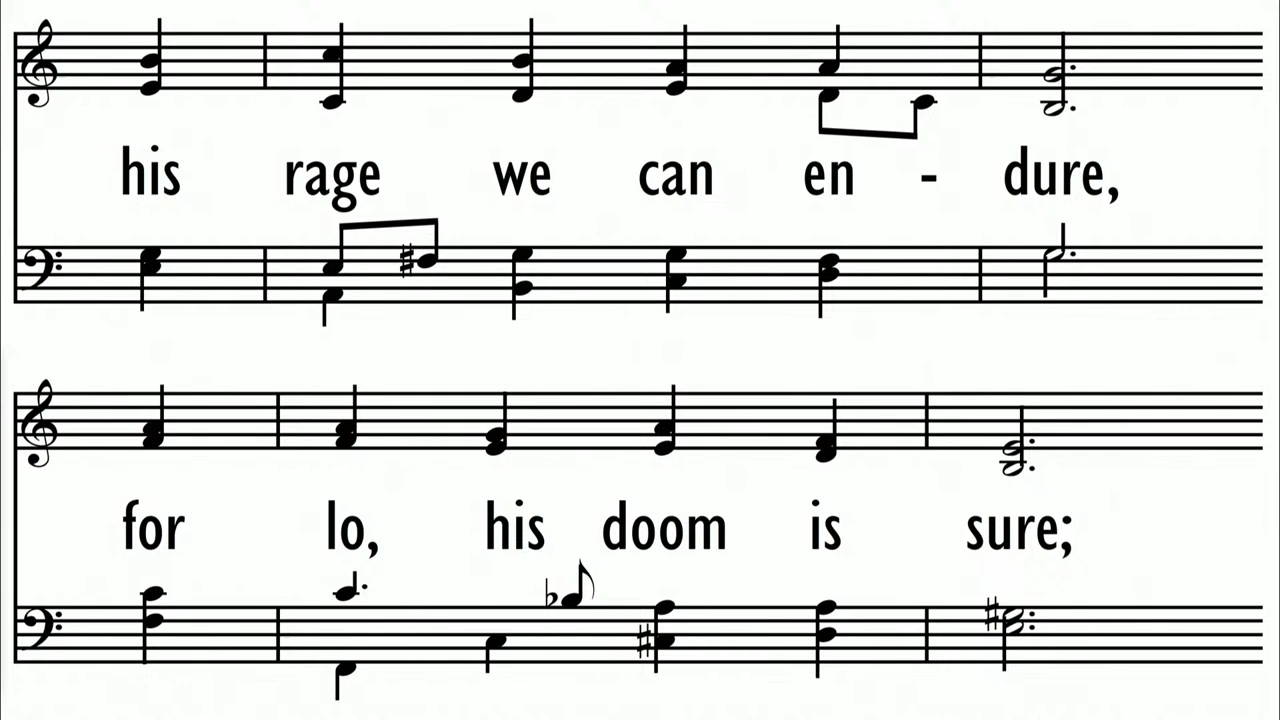 his rage we can en - dure,
for lo, his doom is sure;